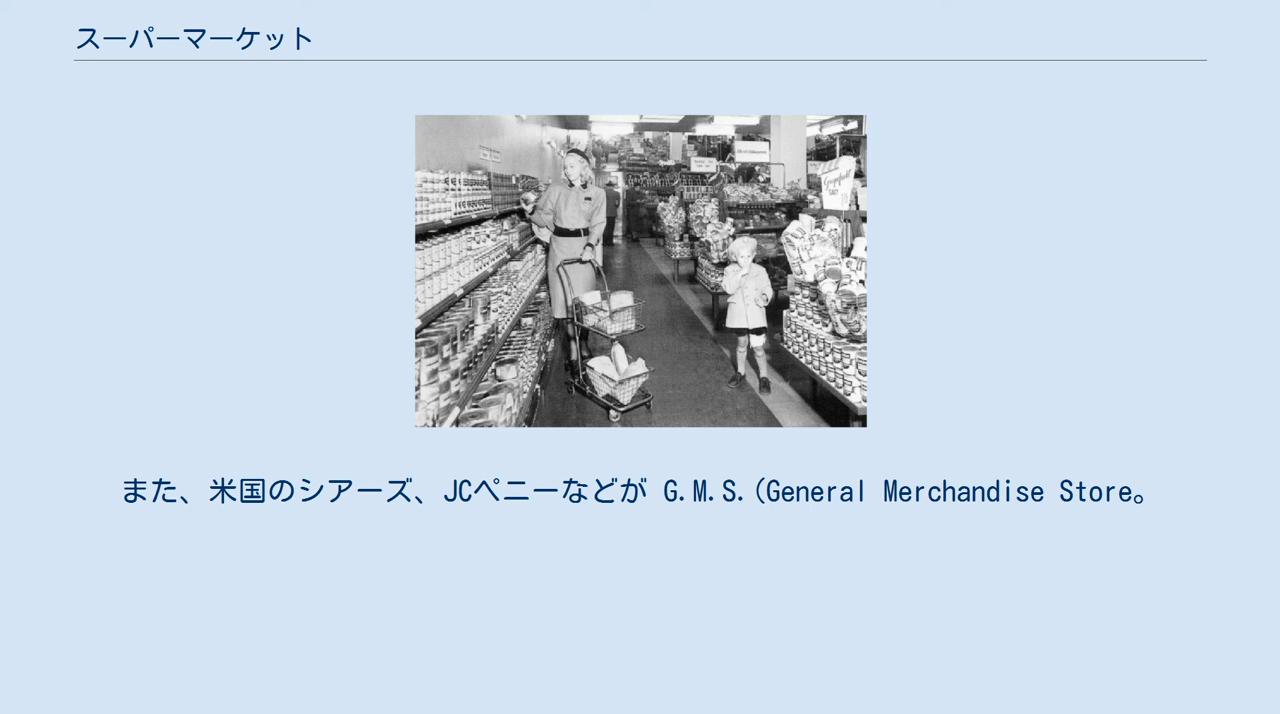 スーパーマーケット
また、米国のシアーズ、JCペニーなどが G.M.S.(General Merchandise Store。